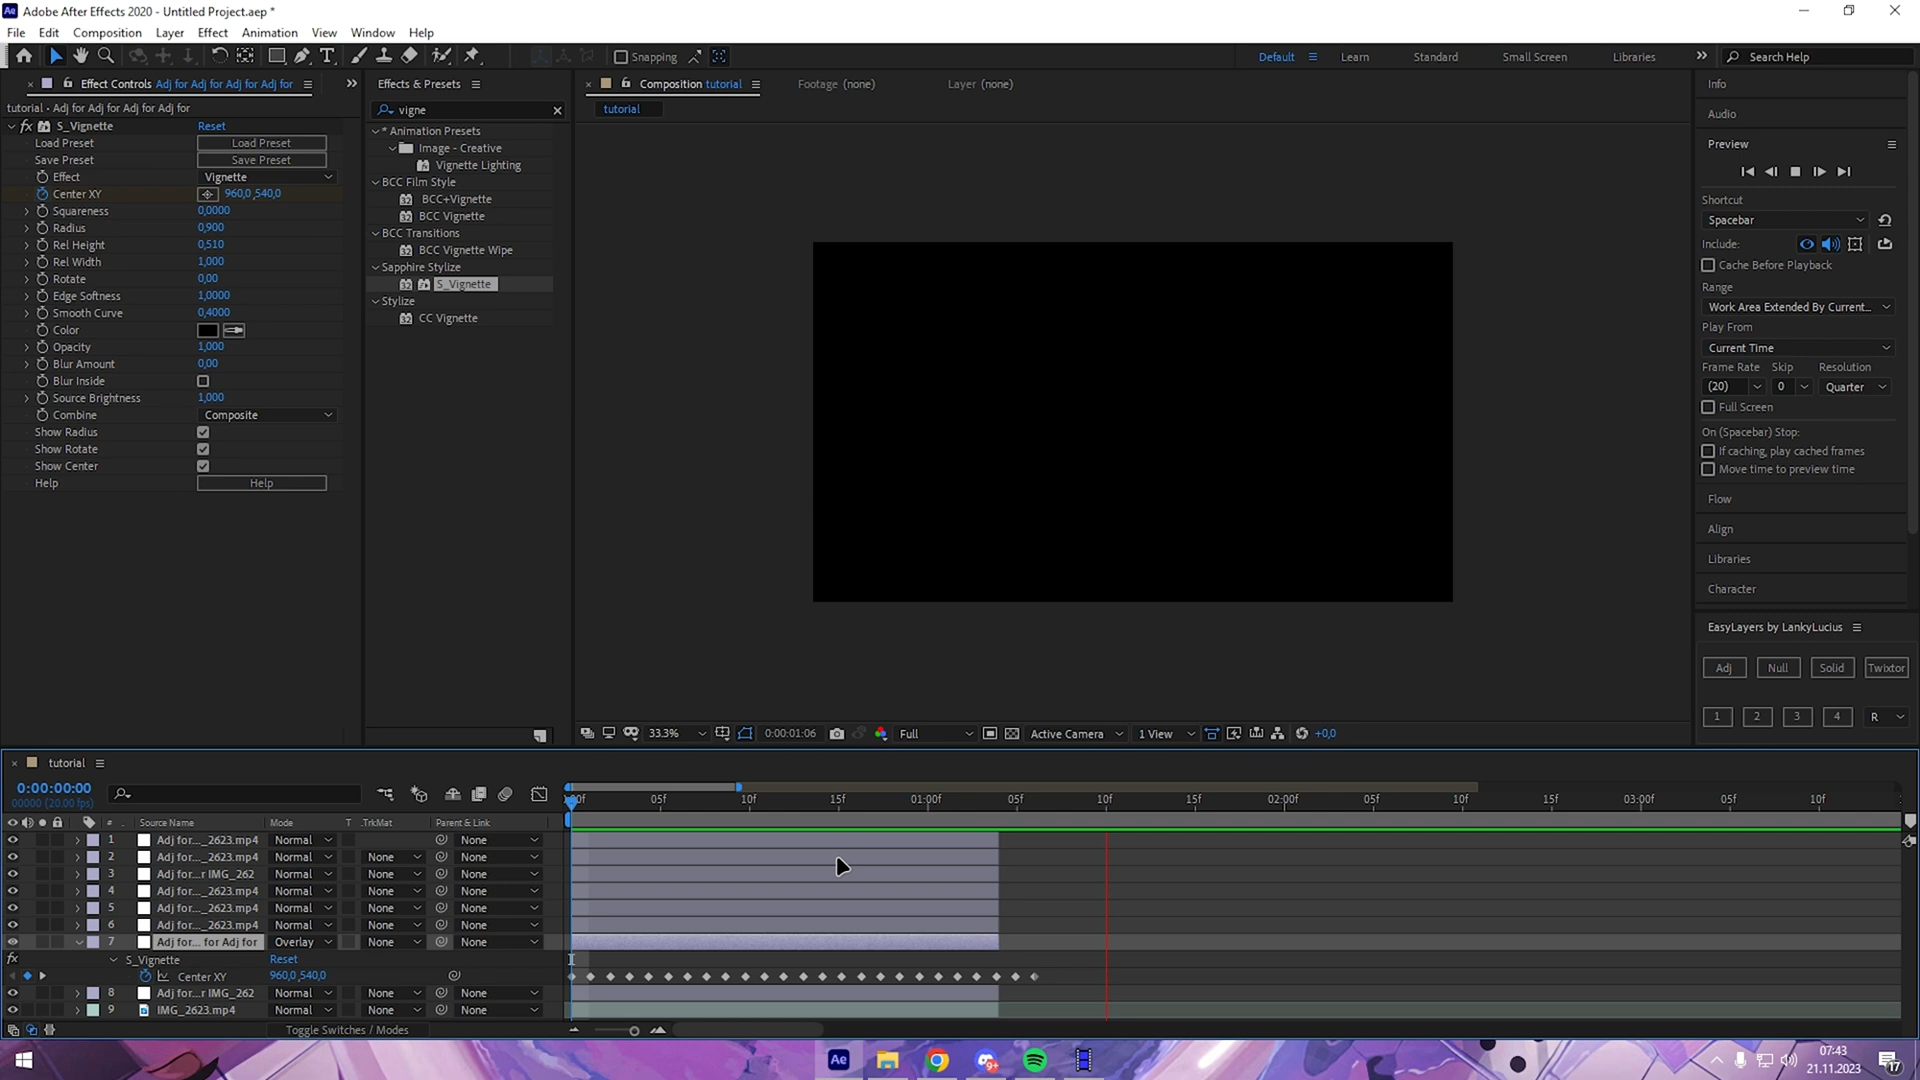 Adobe After Effects 2020 - Untitled Project.aep *
File Edit Composition Layer Effect Animation View Window Help
Snapping
Default Learn Standard Small Screen Libraries Search Help
Effect Controls Adj for Adj for Adj for Adj for Adj for
tutorial • Adj for Adj for Adj for Adj for Adj for
fx S_Vignette Reset
Load Preset Load Preset
Save Preset Save Preset
Effect Vignette
Center XY 960,0,540,0
Squareness 0,0000
Radius 0,900
Rel Height 0,510
Rel Width 1,000
Rotate 0,00
Edge Softness 1,0000
Smooth Curve 0,4000
Color
Opacity 1,000
Blur Amount 0,00
Blur Inside
Source Brightness 1,000
Combine Composite
Show Radius
Show Rotate
Show Center
Help Help
Effects & Presets
vigne
* Animation Presets
Image - Creative
Vignette Lighting
BCC Film Style
BCC+Vignette
BCC Vignette
BCC Transitions
BCC Vignette Wipe
Sapphire Stylize
S_Vignette
Stylize
CC Vignette
Composition tutorial Footage (none) Layer (none)
tutorial
33.3% 0:00:01:06 Full Active Camera 1 View +0,0
Info
Audio
Preview
Shortcut
Spacebar
Include:
Cache Before Playback
Range
Work Area Extended By Current...
Play From
Current Time
Frame Rate Skip Resolution
(20) 0 Quarter
Full Screen
On (Spacebar) Stop:
If caching, play cached frames
Move time to preview time
Flow
Align
Libraries
Character
EasyLayers by LankyLucius
Adj Null Solid Twixtor
1 2 3 4 R
tutorial
0:00:00:00
00000 (20.00 fps)
05f 10f 15f 01:00f 05f 10f 15f 02:00f 05f 10f 15f 03:00f 05f 10f
# Source Name Mode T .TrkMat Parent & Link
1 Adj for..._2623.mp4 Normal None
2 Adj for..._2623.mp4 Normal None None
3 Adj for...r IMG_262 Normal None None
4 Adj for..._2623.mp4 Normal None None
5 Adj for..._2623.mp4 Normal None None
6 Adj for..._2623.mp4 Normal None None
7 Adj for... for Adj for Overlay None None
fx S_Vignette Reset
Center XY 960,0,540,0
8 Adj for...r IMG_262 Normal None None
9 IMG_2623.mp4 Normal None None
Toggle Switches / Modes
Ae
9+
07:43
21.11.2023
17